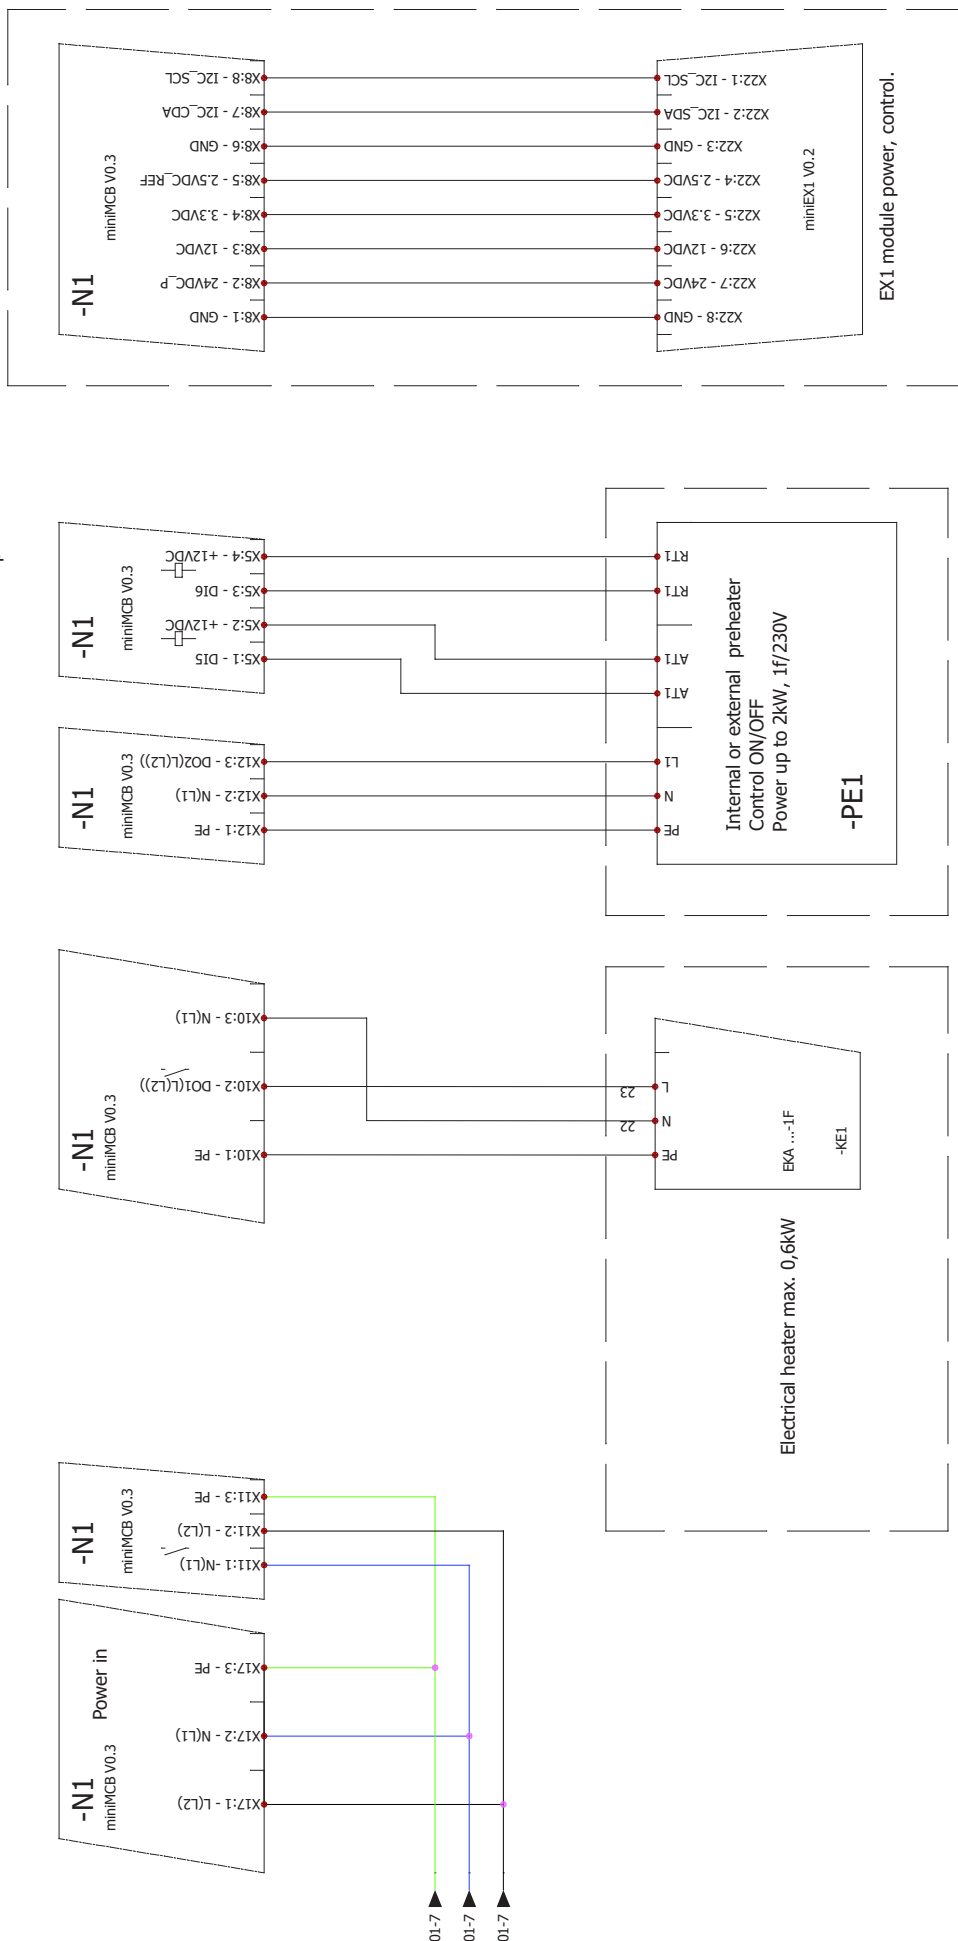 -N1
miniMCB V0.3
Power in
X17:1 - L(L2)
X17:2 - N(L1)
X17:3 - PE
-N1
miniMCB V0.3
X11:1 -N(L1)
X11:2 - L(L2)
X11:3 - PE
01-7
01-7
01-7
-N1
miniMCB V0.3
X10:1 - PE
X10:2 - DO1(L(L2))
X10:3 - N(L1)
22
23
PE
N
L
EKA ...-1F
-KE1
Electrical heater max. 0,6kW
-N1
miniMCB V0.3
X12:1 - PE
X12:2 - N(L1)
X12:3 - DO2(L(L2))
-N1
miniMCB V0.3
X5:1 - DI5
X5:2 - +12VDC
X5:3 - DI6
X5:4 - +12VDC
PE
N
L1
AT1
AT1
RT1
RT1
Internal or external preheater
Control ON/OFF
Power up to 2kW, 1f/230V
-PE1
-N1
miniMCB V0.3
X8:1 - GND
X8:2 - 24VDC_P
X8:3 - 12VDC
X8:4 - 3.3VDC
X8:5 - 2.5VDC_REF
X8:6 - GND
X8:7 - I2C_CDA
X8:8 - I2C_SCL
X22:8 - GND
X22:7 - 24VDC
X22:6 - 12VDC
X22:5 - 3.3VDC
X22:4 - 2.5VDC
X22:3 - GND
X22:2 - I2C_SDA
X22:1 - I2C_SCL
miniEX1 V0.2
EX1 module power, control.